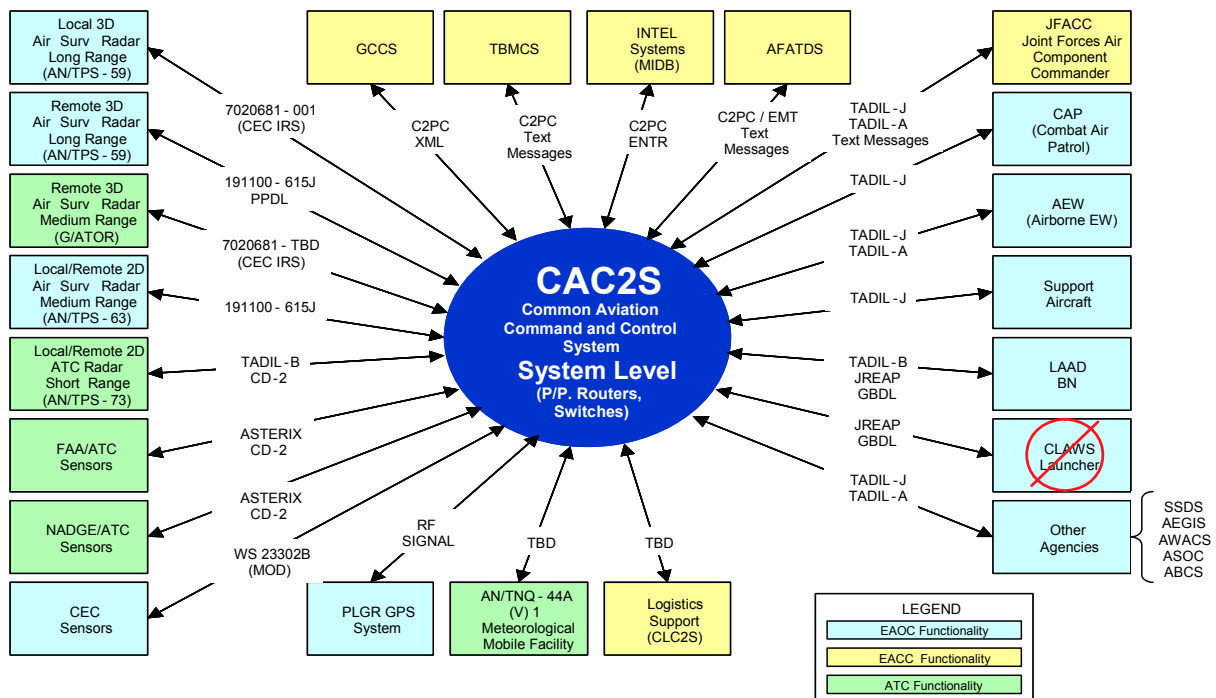 Local 3D
Air Surv Radar
Long Range
(AN/TPS - 59)
Remote 3D
Air Surv Radar
Long Range
(AN/TPS - 59)
Remote 3D
Air Surv Radar
Medium Range
(G/ATOR)
Local/Remote 2D
Air Surv Radar
Medium Range
(AN/TPS - 63)
Local/Remote 2D
ATC Radar
Short Range
(AN/TPS - 73)
FAA/ATC
Sensors
NADGE/ATC
Sensors
CEC
Sensors
7020681 - 001
(CEC IRS)
191100 - 615J
PPDL
7020681 - TBD
(CEC IRS)
191100 - 615J
TADIL - B
CD-2
ASTERIX
CD-2
ASTERIX
CD-2
WS 23302B
(MOD)
GCCS
TBMCS
INTEL
Systems
(MIDB)
AFATDS
C2PC
XML
C2PC
Text
Messages
C2PC
ENTR
C2PC / EMT
Text
Messages
CAC2S
Common Aviation
Command and Control
System
System Level
(P/P. Routers,
Switches)
RF
SIGNAL
TBD
TBD
PLGR GPS
System
AN/TNQ - 44A
(V) 1
Meteorological
Mobile Facility
Logistics
Support
(CLC2S)
TADIL - J
TADIL - A
Text Messages
TADIL - J
TADIL - J
TADIL - A
TADIL - J
TADIL - B
JREAP
GBDL
JREAP
GBDL
TADIL - J
TADIL - A
JFACC
Joint Forces Air
Component
Commander
CAP
(Combat Air
Patrol)
AEW
(Airborne EW)
Support
Aircraft
LAAD
BN
CLAWS
Launcher
Other
Agencies
SSDS
AEGIS
AWACS
ASOC
ABCS
LEGEND
EAOC Functionality
EACC Functionality
ATC Functionality